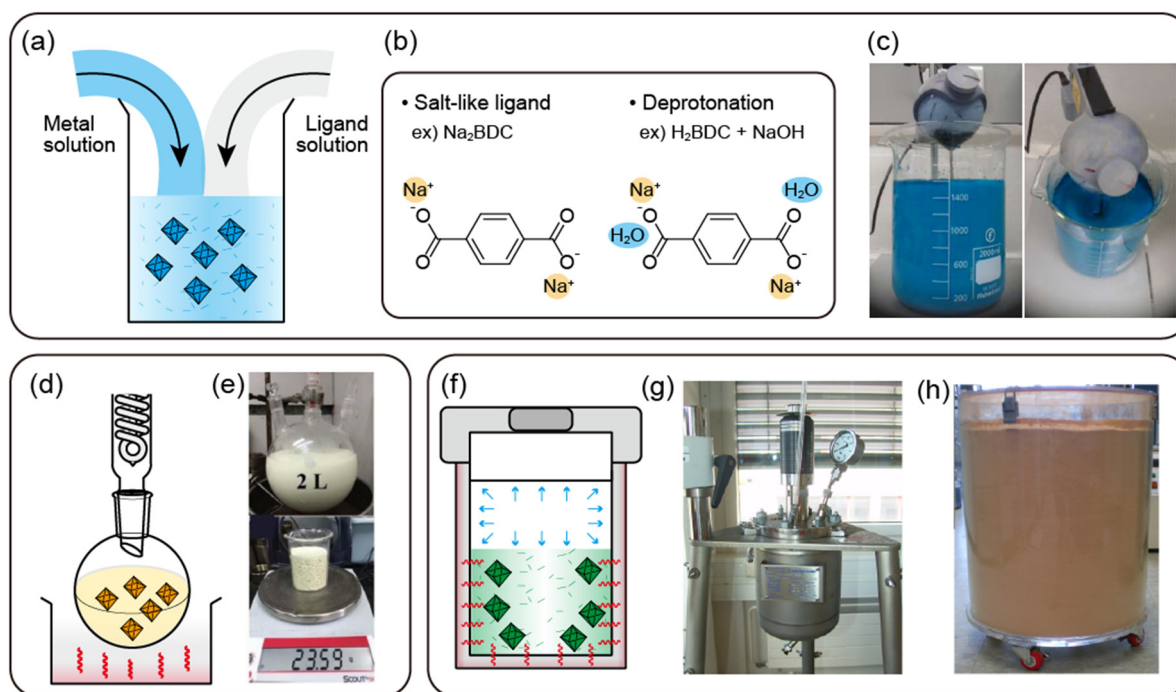 (a)
Metal
solution
Ligand
solution
(b)
• Salt-like ligand
ex) Na₂BDC
Na⁺
O⁻
O
O
O⁻
Na⁺
• Deprotonation
ex) H₂BDC + NaOH
Na⁺
H₂O
O⁻
H₂O
O
O
O⁻
Na⁺
(c)
1400
1000
600
200
2000ml
(d)
(e)
2 L
23.59 g
SCOUT
(f)
(g)
(h)